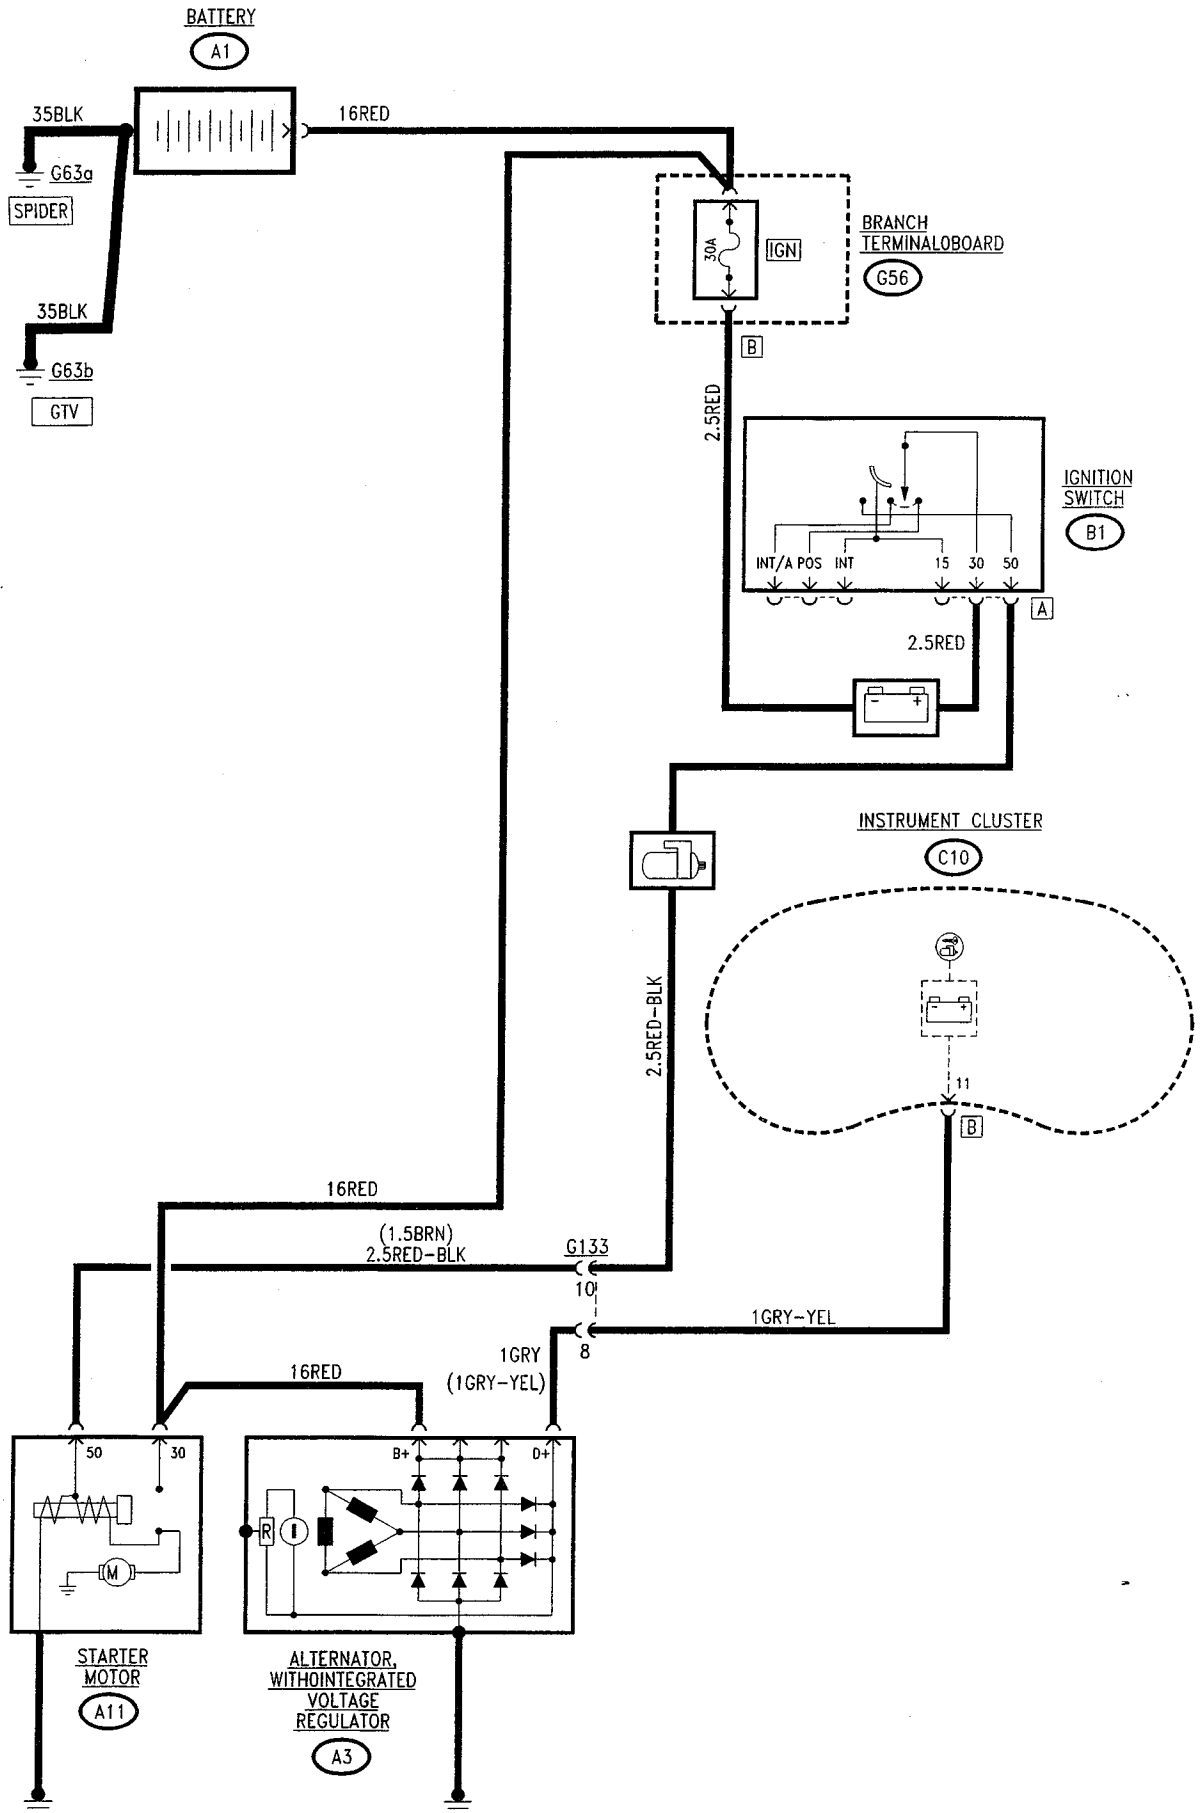 BATTERY
A1
35BLK
16RED
G63a
SPIDER
35BLK
G63b
GTV
30A
IGN
BRANCH
TERMINALOBOARD
G56
B
2.5RED
IGNITION
SWITCH
B1
INT/A POS INT 15 30 50
A
2.5RED
- +
INSTRUMENT CLUSTER
C10
- +
11
B
2.5RED-BLK
16RED
(1.5BRN)
2.5RED-BLK
G133
10
1GRY-YEL
8
1GRY
(1GRY-YEL)
16RED
50 30
B+ D+
R
M
STARTER
MOTOR
A11
ALTERNATOR,
WITHOINTEGRATED
VOLTAGE
REGULATOR
A3